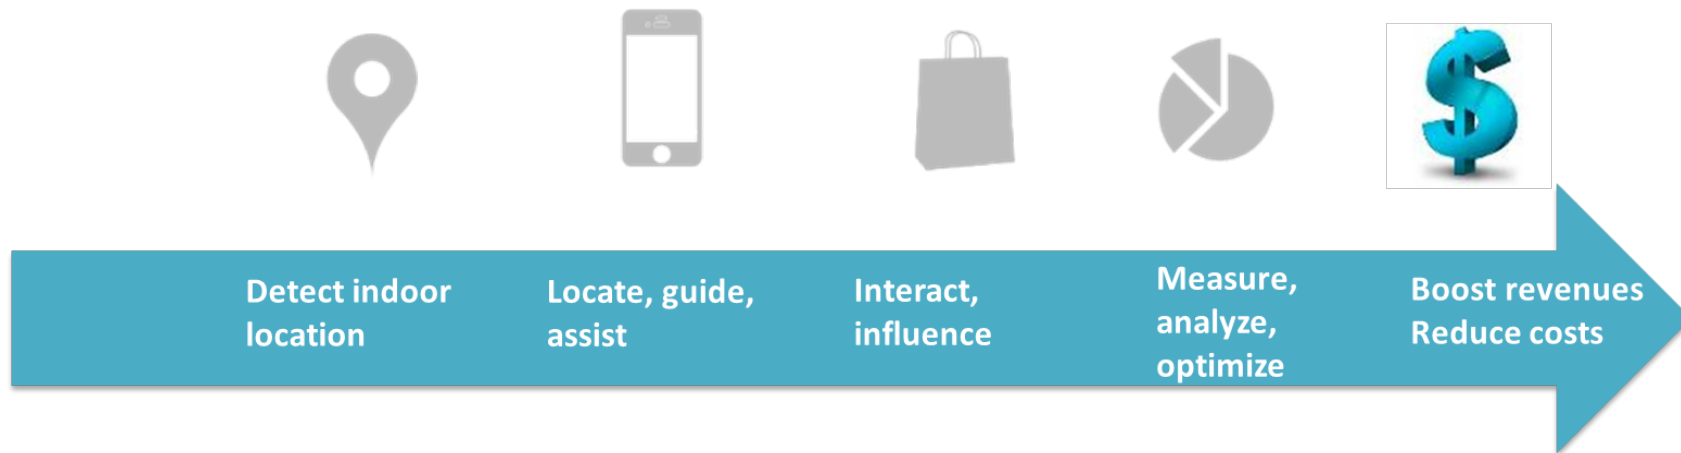 Detect indoor
location
Locate, guide,
assist
Interact,
influence
Measure,
analyze,
optimize
Boost revenues
Reduce costs